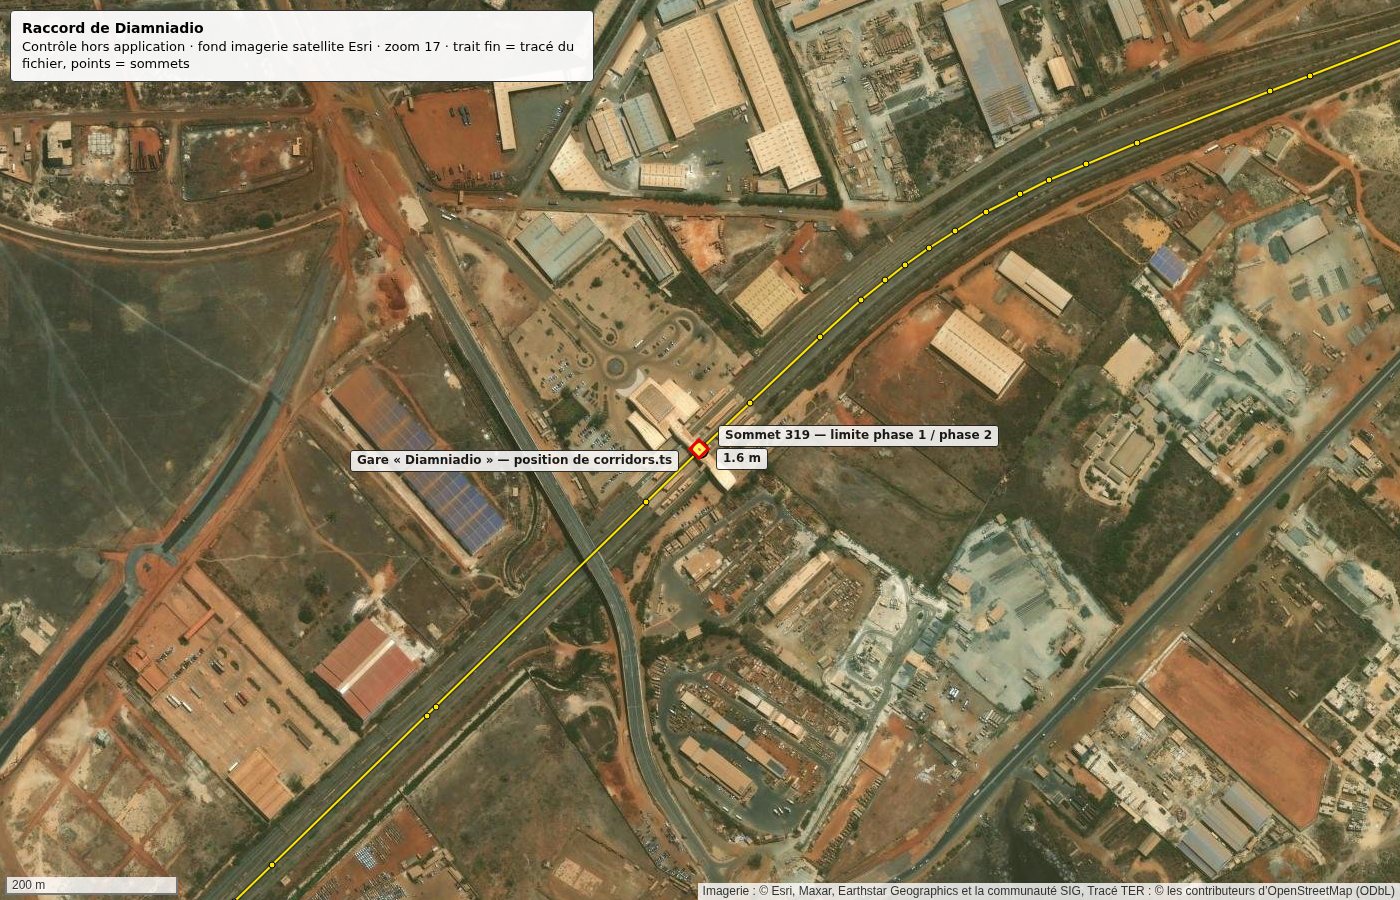 Raccord de Diamniadio
Contrôle hors application · fond imagerie satellite Esri · zoom 17 · trait fin = tracé du
fichier, points = sommets
Sommet 319 — limite phase 1 / phase 2
Gare « Diamniadio » — position de corridors.ts
1.6 m
200 m
Imagerie : © Esri, Maxar, Earthstar Geographics et la communauté SIG, Tracé TER : © les contributeurs d'OpenStreetMap (ODbL)